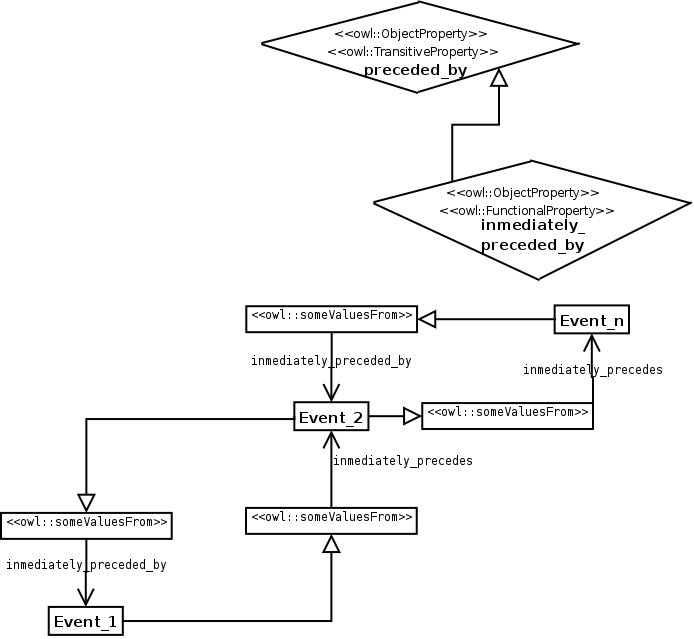 <<owl::ObjectProperty>>
<<owl::TransitiveProperty>>
preceded_by
<<owl::ObjectProperty>>
<<owl::FunctionalProperty>>
inmediately_
preceded_by
<<owl::someValuesFrom>>
Event_n
inmediately_preceded_by
inmediately_precedes
Event_2
<<owl::someValuesFrom>>
inmediately_precedes
<<owl::someValuesFrom>>
<<owl::someValuesFrom>>
inmediately_preceded_by
Event_1